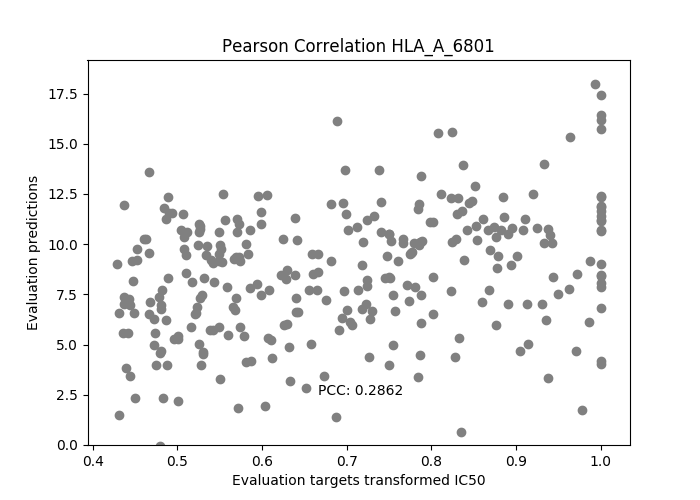 Pearson Correlation HLA_A_6801
17.5
15.0
12.5
10.0
7.5
5.0
2.5
0.0
Evaluation predictions
PCC: 0.2862
0.4 0.5 0.6 0.7 0.8 0.9 1.0
Evaluation targets transformed IC50